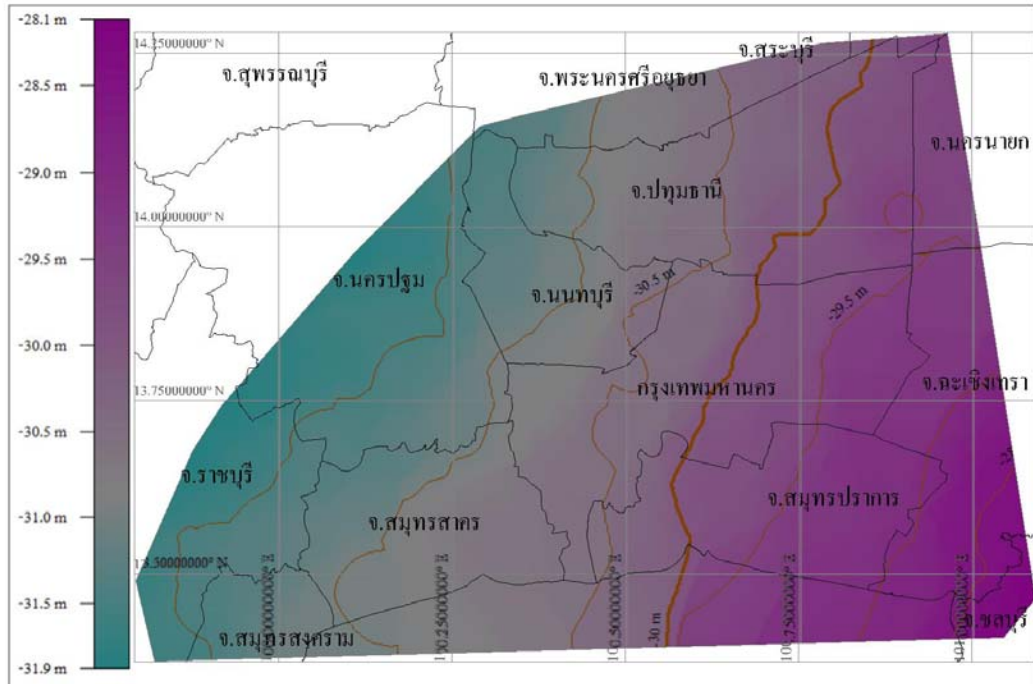 -28.1 m
-28.5 m
-29.0 m
-29.5 m
-30.0 m
-30.5 m
-31.0 m
-31.5 m
-31.9 m
14.25000000° N
จ.สุพรรณบุรี
จ.พระนครศรีอยุธยา
จ.สระบุรี
จ.นครนายก
จ.ปทุมธานี
14.00000000° N
จ.นครปฐม
จ.นนทบุรี
-30.5 m
-29.5 m
13.75000000° N
กรุงเทพมหานคร
จ.ฉะเชิงเทรา
จ.ราชบุรี
จ.สมุทรสาคร
จ.สมุทรปราการ
13.50000000° N
จ.สมุทรสงคราม
100.25000000° E
100.50000000° E
-30 m
100.75000000° E
จ.ชลบุรี